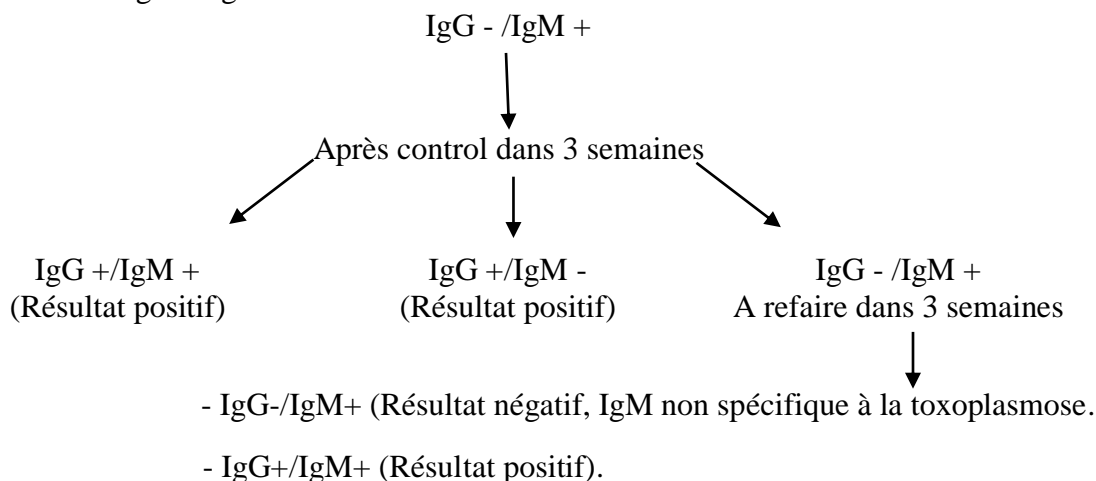 IgG - /IgM +
Après control dans 3 semaines
IgG +/IgM + IgG +/IgM - IgG - /IgM +
(Résultat positif) (Résultat positif) A refaire dans 3 semaines
- IgG-/IgM+ (Résultat négatif, IgM non spécifique à la toxoplasmose.
- IgG+/IgM+ (Résultat positif).